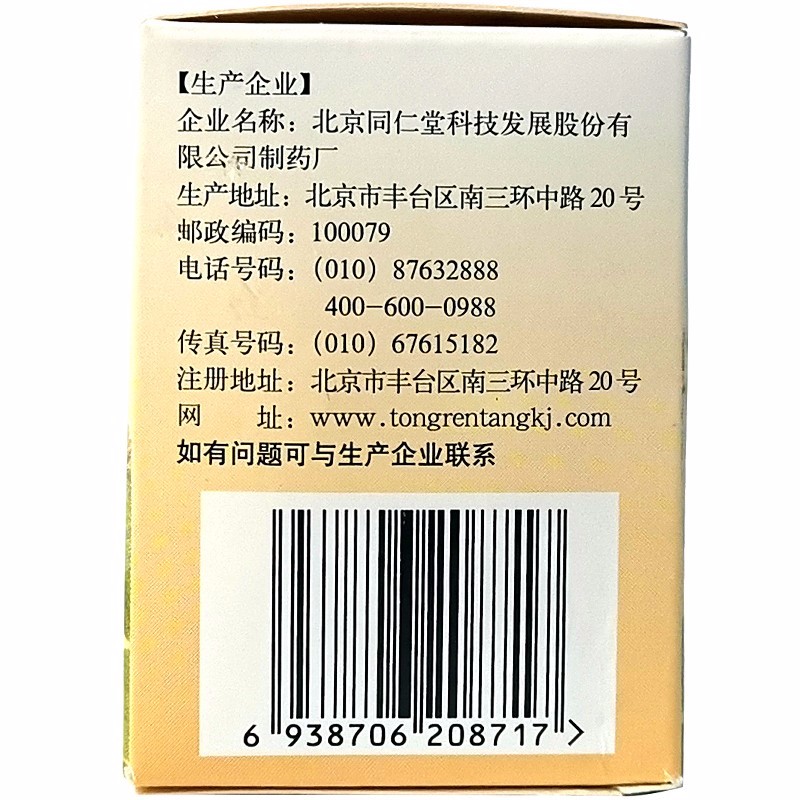 【生产企业】
企业名称：北京同仁堂科技发展股份有
限公司制药厂
生产地址：北京市丰台区南三环中路20号
邮政编码：100079
电话号码：（010）87632888
400-600-0988
传真号码：（010）67615182
注册地址：北京市丰台区南三环中路20号
网　　址：www.tongrentangkj.com
如有问题可与生产企业联系
6 938706 208717 >